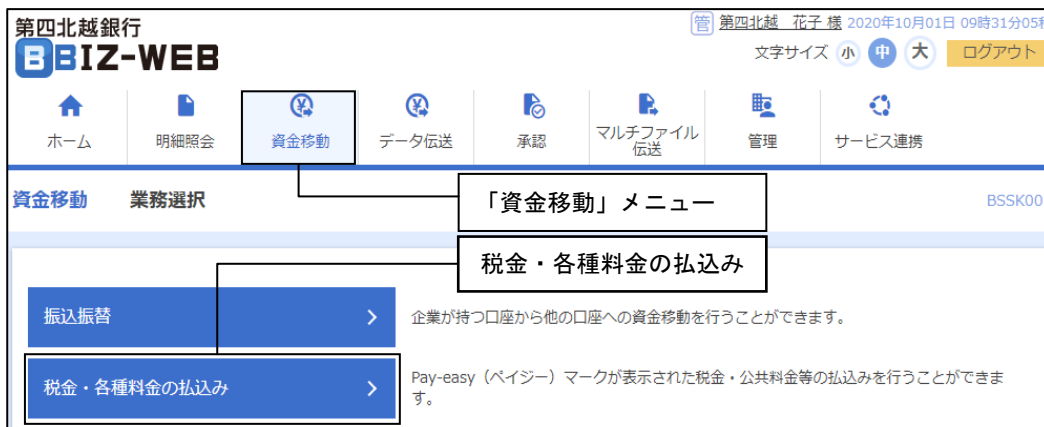 第四北越銀行
BBIZ-WEB
管 第四北越 花子 様 2020年10月01日 09時31分05秒
文字サイズ 小 中 大 ログアウト
ホーム
明細照会
資金移動
データ伝送
承認
マルチファイル
伝送
管理
サービス連携
資金移動 業務選択
BSSK00
「資金移動」メニュー
税金・各種料金の払込み
振込振替
企業が持つ口座から他の口座への資金移動を行うことができます。
税金・各種料金の払込み
Pay-easy(ペイジー)マークが表示された税金・公共料金等の払込みを行うことができま
す。